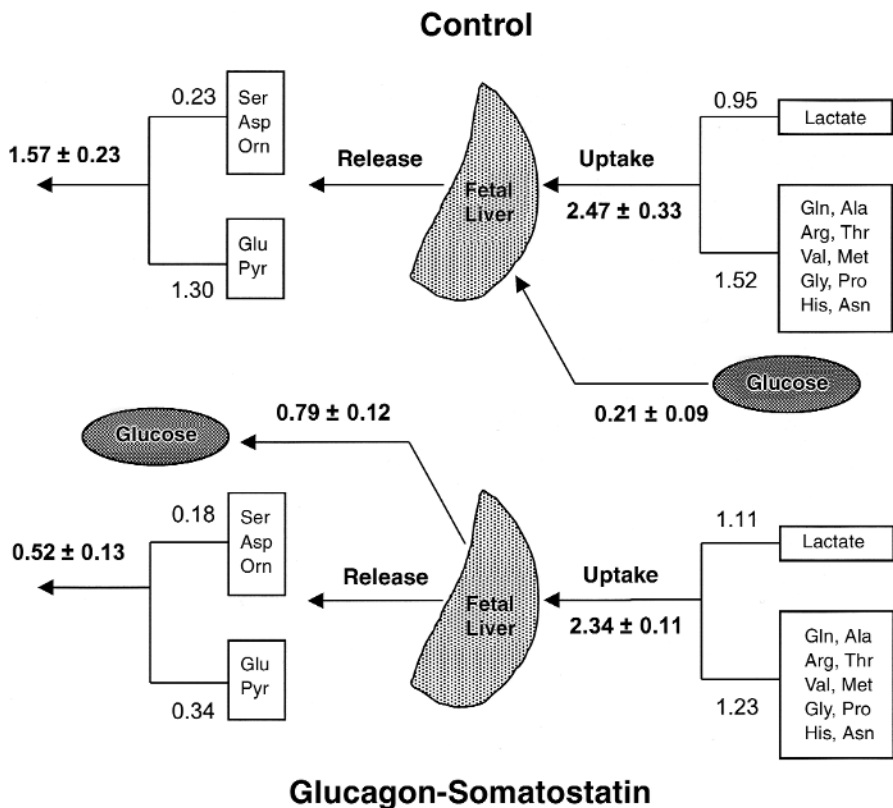 Control
0.23
Ser
Asp
Orn
1.57 ± 0.23
Release
Glu
Pyr
1.30
Fetal
Liver
Uptake
2.47 ± 0.33
0.95
Lactate
Gln, Ala
Arg, Thr
Val, Met
Gly, Pro
His, Asn
1.52
Glucose
0.21 ± 0.09
Glucose
0.79 ± 0.12
0.18
Ser
Asp
Orn
0.52 ± 0.13
Release
Glu
Pyr
0.34
Fetal
Liver
Uptake
2.34 ± 0.11
1.11
Lactate
Gln, Ala
Arg, Thr
Val, Met
Gly, Pro
His, Asn
1.23
Glucagon-Somatostatin